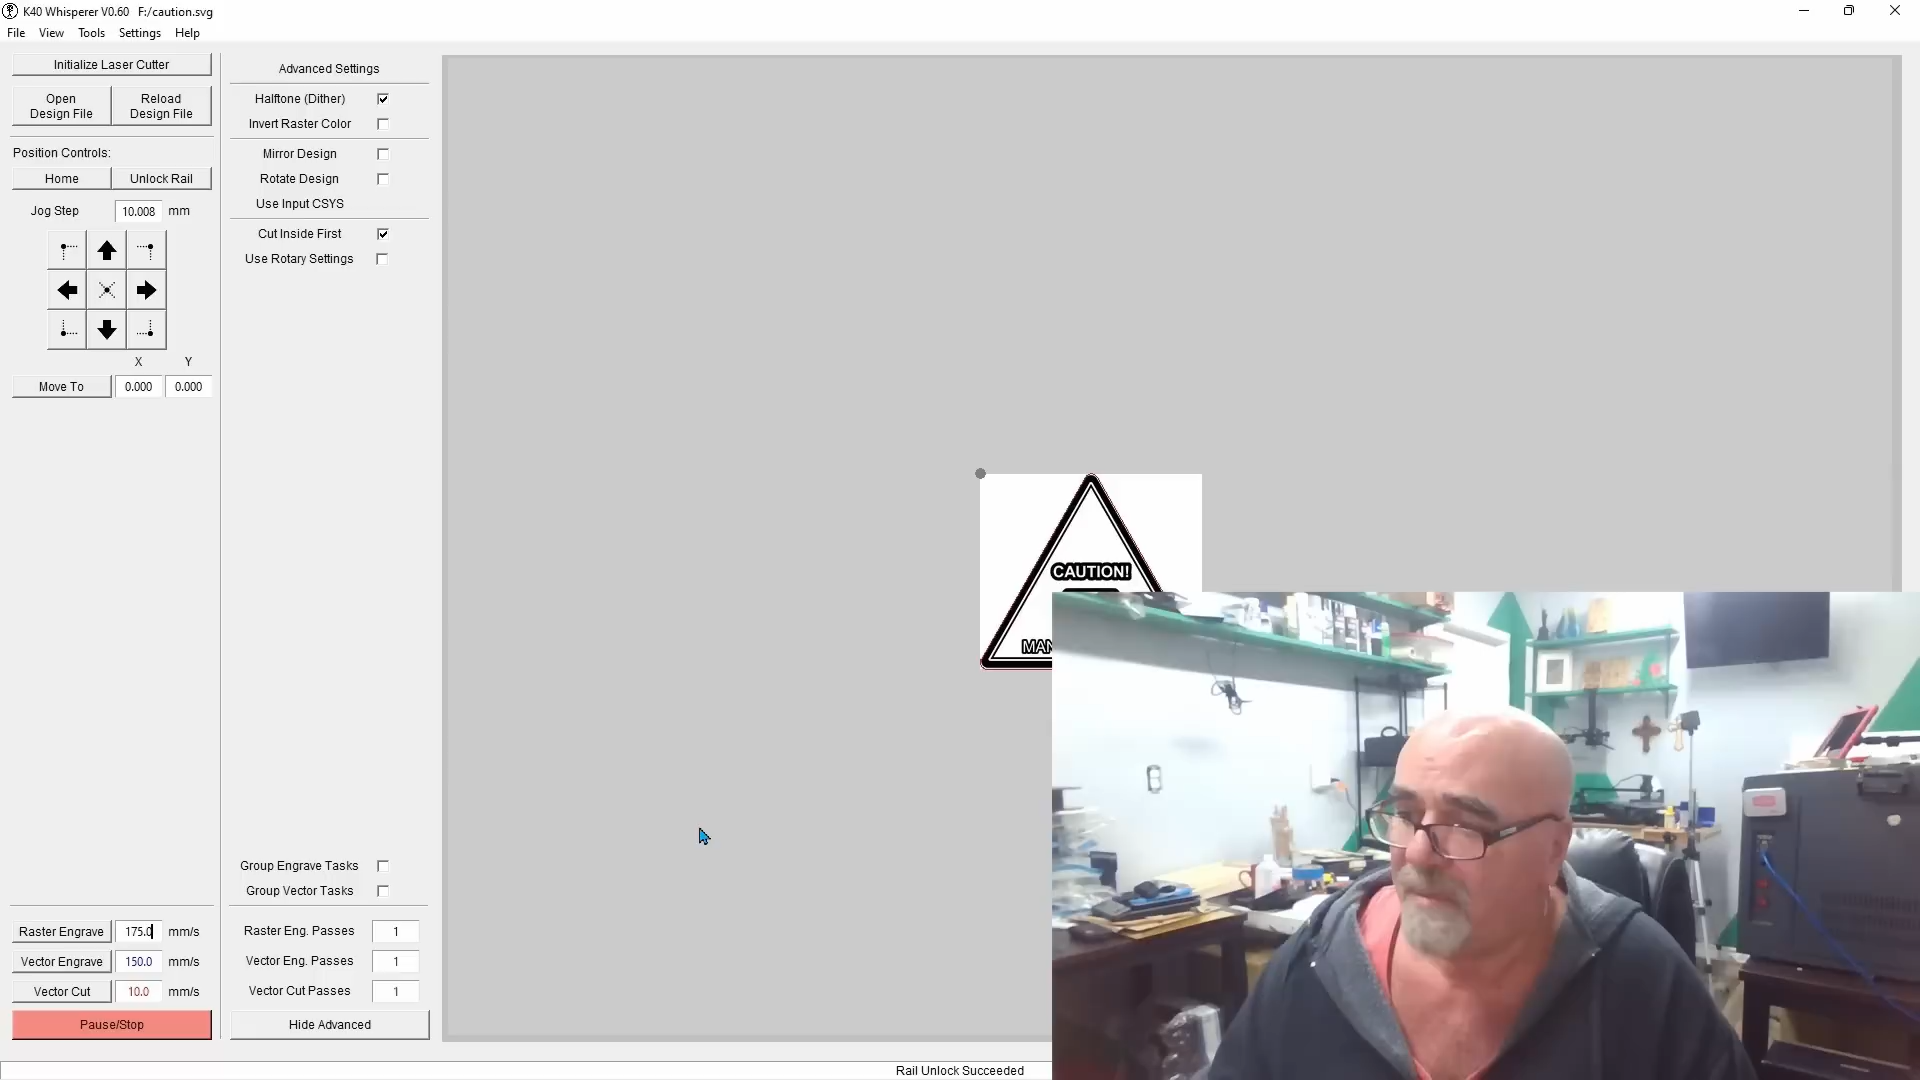 K40 Whisperer V0.60 F:/caution.svg
File View Tools Settings Help
Initialize Laser Cutter
Open Design File
Reload Design File
Position Controls:
Home Unlock Rail
Jog Step 10.008 mm
X Y
Move To 0.000 0.000
Raster Engrave 175.0 mm/s
Vector Engrave 150.0 mm/s
Vector Cut 10.0 mm/s
Pause/Stop
Advanced Settings
Halftone (Dither)
Invert Raster Color
Mirror Design
Rotate Design
Use Input CSYS
Cut Inside First
Use Rotary Settings
Group Engrave Tasks
Group Vector Tasks
Raster Eng. Passes 1
Vector Eng. Passes 1
Vector Cut Passes 1
Hide Advanced
CAUTION!
MAN
Rail Unlock Succeeded